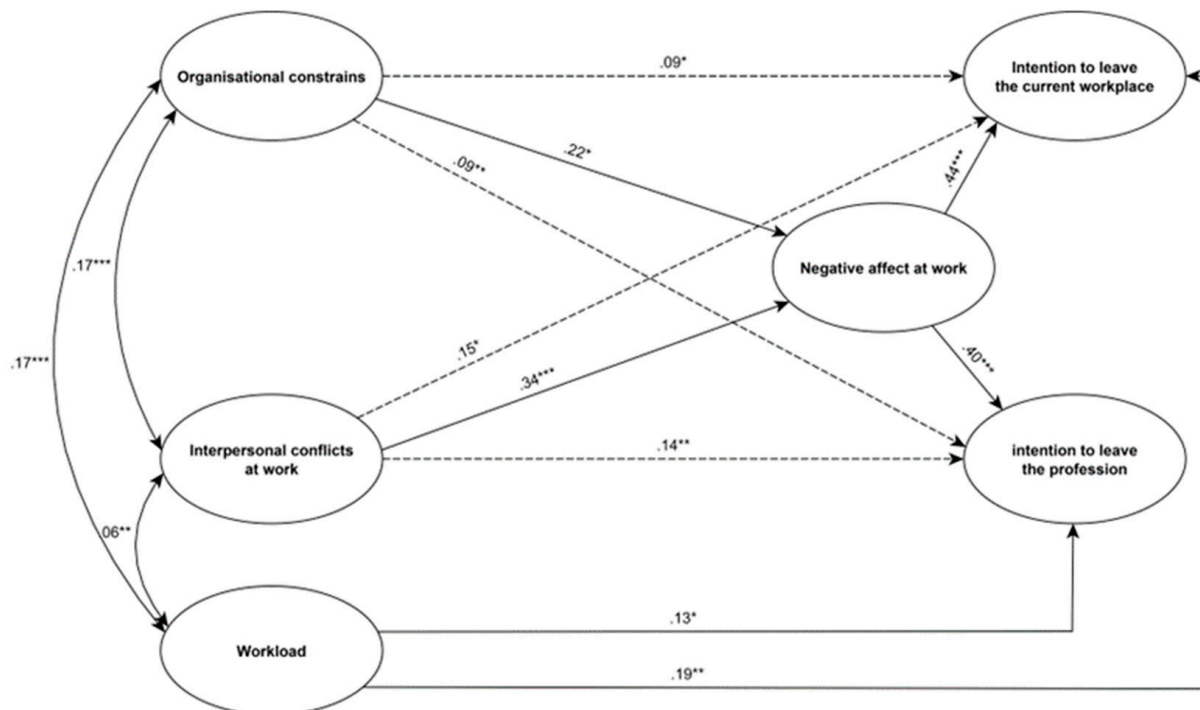 Organisational constrains
.09*
Intention to leave
the current workplace
.22*
.09**
.44***
.17***
Negative affect at work
.17***
.15*
.34***
.40***
Interpersonal conflicts
at work
.14**
intention to leave
the profession
06**
.13*
Workload
.19**